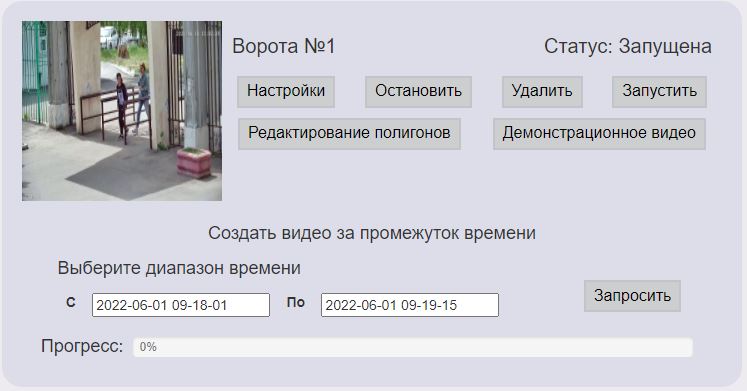 Ворота №1 Статус: Запущена
Настройки Остановить Удалить Запустить
Редактирование полигонов Демонстрационное видео
Создать видео за промежуток времени
Выберите диапазон времени
С 2022-06-01 09-18-01 По 2022-06-01 09-19-15 Запросить
Прогресс: 0%